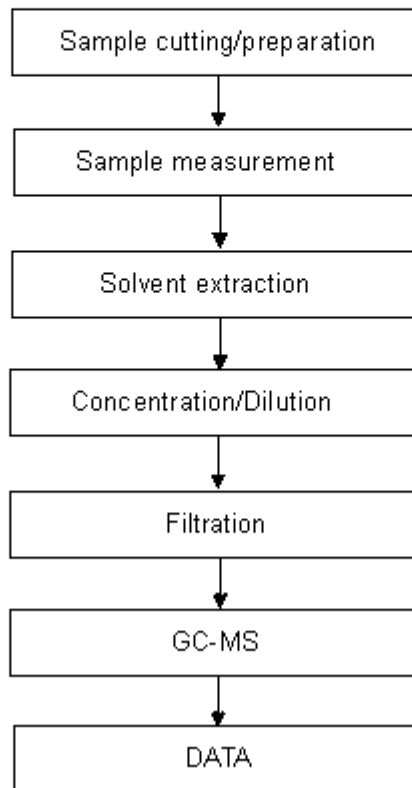 Sample cutting/preparation
Sample measurement
Solvent extraction
Concentration/Dilution
Filtration
GC-MS
DATA